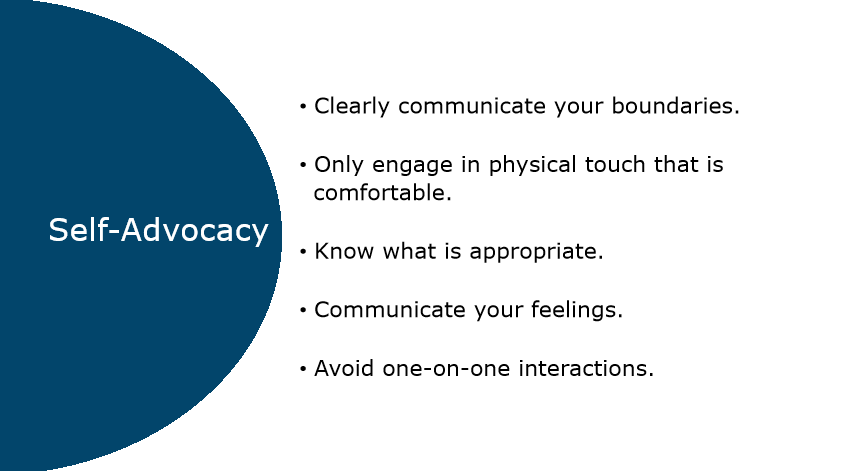 Self-Advocacy
• Clearly communicate your boundaries.
• Only engage in physical touch that is
comfortable.
• Know what is appropriate.
• Communicate your feelings.
• Avoid one-on-one interactions.